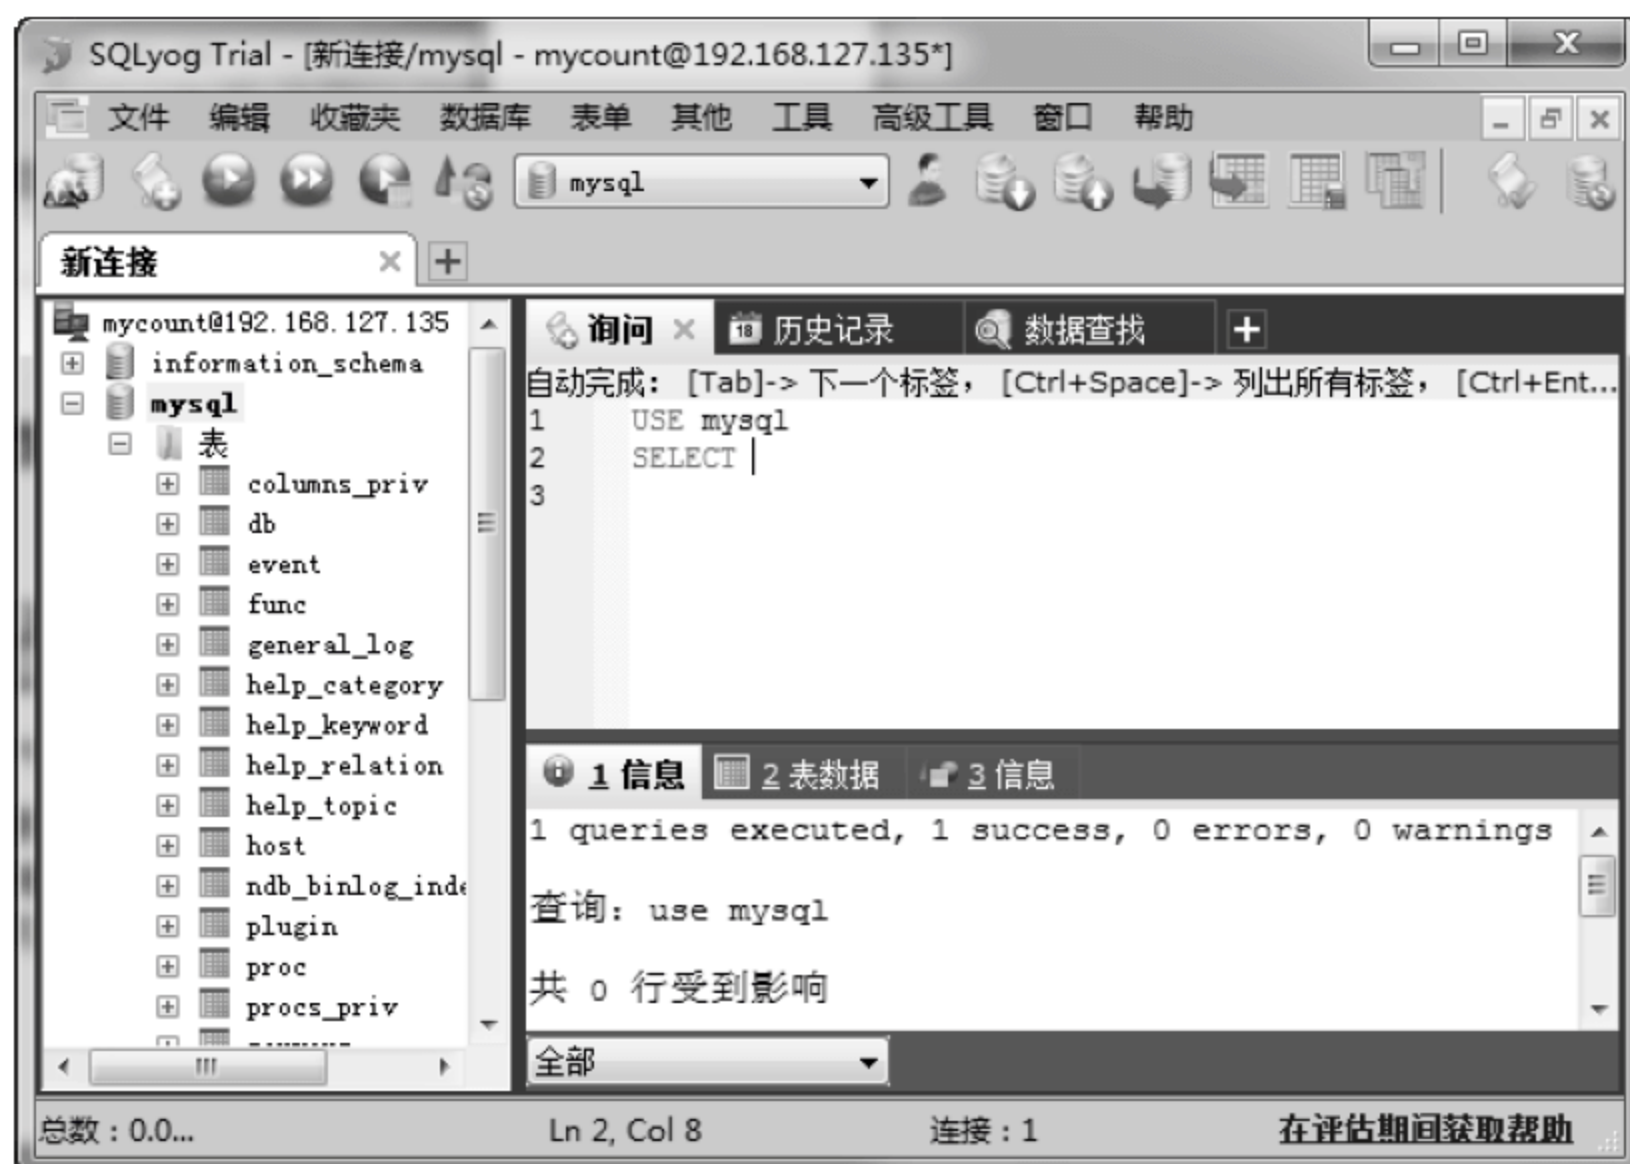 SQLyog Trial - [新连接/mysql - mycount@192.168.127.135*]
文件 编辑 收藏夹 数据库 表单 其他 工具 高级工具 窗口 帮助
mysql
新连接
mycount@192.168.127.135
information_schema
mysql
表
columns_priv
db
event
func
general_log
help_category
help_keyword
help_relation
help_topic
host
ndb_binlog_inde
plugin
proc
procs_priv
询问 18 历史记录 数据查找
自动完成： [Tab]-> 下一个标签， [Ctrl+Space]-> 列出所有标签， [Ctrl+Ent...
1 USE mysql
2 SELECT
3
1 信息 2 表数据 3 信息
1 queries executed, 1 success, 0 errors, 0 warnings
查询：use mysql
共 0 行受到影响
全部
总数：0.0... Ln 2, Col 8 连接：1 在评估期间获取帮助